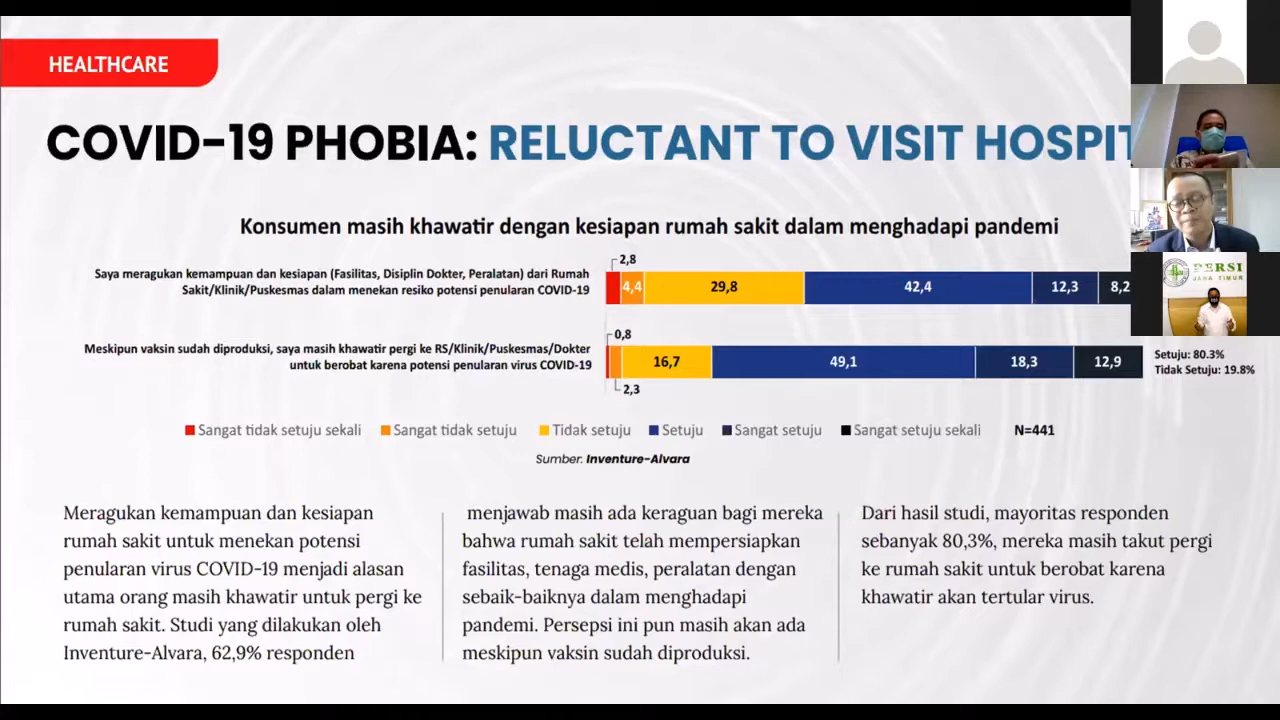 HEALTHCARE
COVID-19 PHOBIA: RELUCTANT TO VISIT HOSPIT
PERSI
JAWA TIMUR
Konsumen masih khawatir dengan kesiapan rumah sakit dalam menghadapi pandemi
Saya meragukan kemampuan dan kesiapan (Fasilitas, Disiplin Dokter, Peralatan) dari Rumah
Sakit/Klinik/Puskesmas dalam menekan resiko potensi penularan COVID-19
2,8
4,4 29,8 42,4 12,3 8,2
Meskipun vaksin sudah diproduksi, saya masih khawatir pergi ke RS/Klinik/Puskesmas/Dokter
untuk berobat karena potensi penularan virus COVID-19
0,8
16,7 49,1 18,3 12,9
2,3
Setuju: 80.3%
Tidak Setuju: 19.8%
Sangat tidak setuju sekali Sangat tidak setuju Tidak setuju Setuju Sangat setuju Sangat setuju sekali N=441
Sumber: Inventure-Alvara
Meragukan kemampuan dan kesiapan
rumah sakit untuk menekan potensi
penularan virus COVID-19 menjadi alasan
utama orang masih khawatir untuk pergi ke
rumah sakit. Studi yang dilakukan oleh
Inventure-Alvara, 62,9% responden
menjawab masih ada keraguan bagi mereka
bahwa rumah sakit telah mempersiapkan
fasilitas, tenaga medis, peralatan dengan
sebaik-baiknya dalam menghadapi
pandemi. Persepsi ini pun masih akan ada
meskipun vaksin sudah diproduksi.
Dari hasil studi, mayoritas responden
sebanyak 80,3%, mereka masih takut pergi
ke rumah sakit untuk berobat karena
khawatir akan tertular virus.